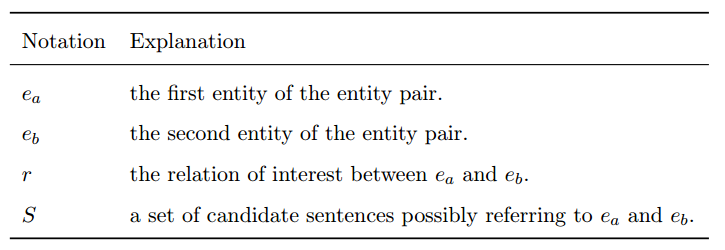 Notation Explanation
e_a the first entity of the entity pair.
e_b the second entity of the entity pair.
r the relation of interest between e_a and e_b.
S a set of candidate sentences possibly referring to e_a and e_b.